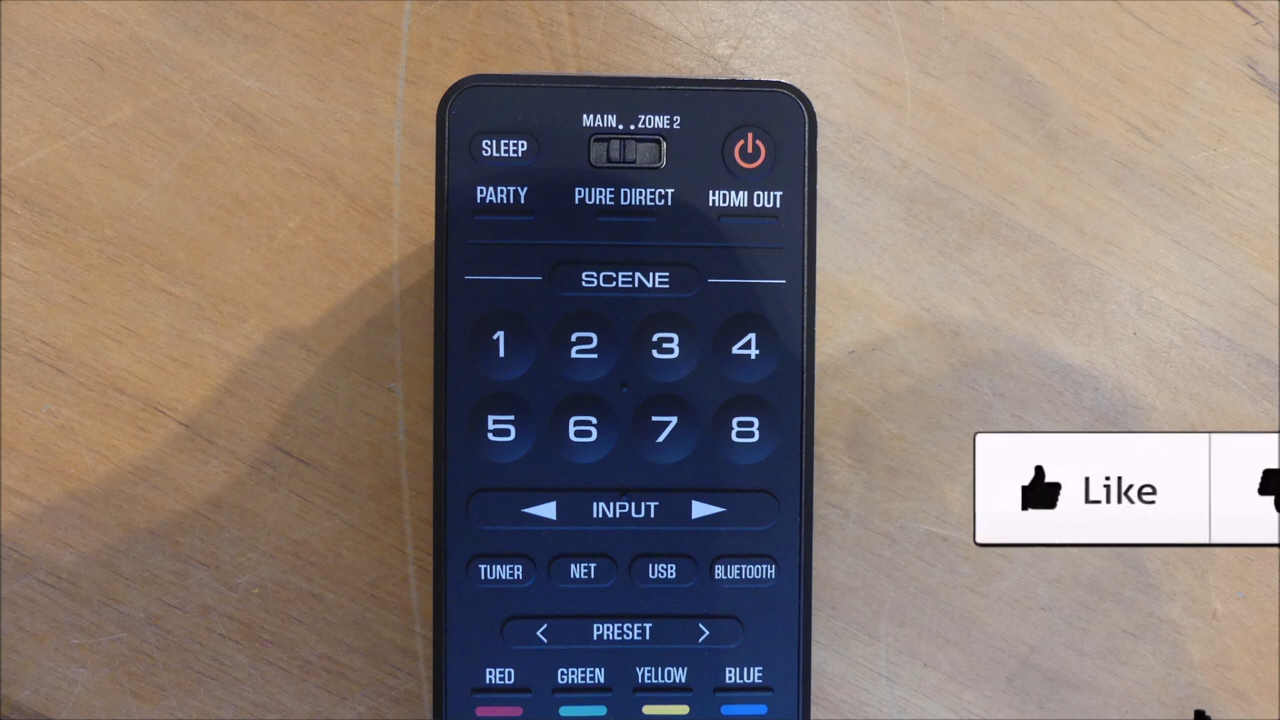 MAIN..ZONE 2
SLEEP
PARTY PURE DIRECT HDMI OUT
SCENE
1 2 3 4
5 6 7 8
INPUT
Like
TUNER NET USB BLUETOOTH
< PRESET >
RED GREEN YELLOW BLUE